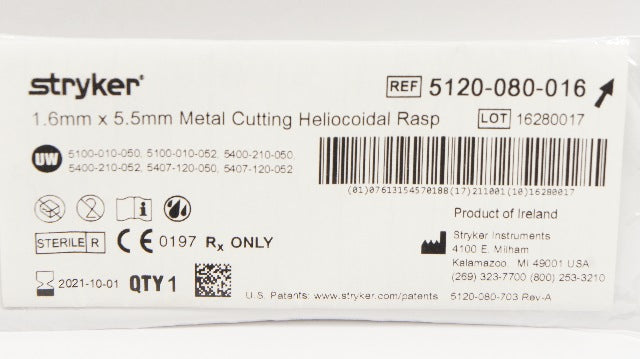 stryker®
REF 5120-080-016
1.6mm x 5.5mm Metal Cutting Heliocoidal Rasp
LOT 16280017
UW 5100-010-050, 5100-010-052, 5400-210-050,
5400-210-052, 5407-120-050, 5407-120-052
(01)07613154570188(17)211001(10)16280017
2
i
Product of Ireland
STERILE R CE 0197 Rx ONLY
Stryker Instruments
4100 E. Milham
Kalamazoo, MI 49001 USA
(269) 323-7700 (800) 253-3210
2021-10-01 QTY 1
U.S. Patents: www.stryker.com/patents 5120-080-703 Rev-A